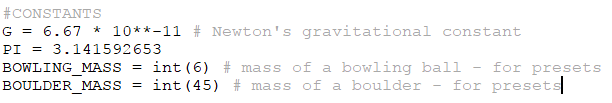 #CONSTANTS
G = 6.67 * 10**-11 # Newton's gravitational constant
PI = 3.141592653
BOWLING_MASS = int(6) # mass of a bowling ball - for presets
BOULDER_MASS = int(45) # mass of a boulder - for presets